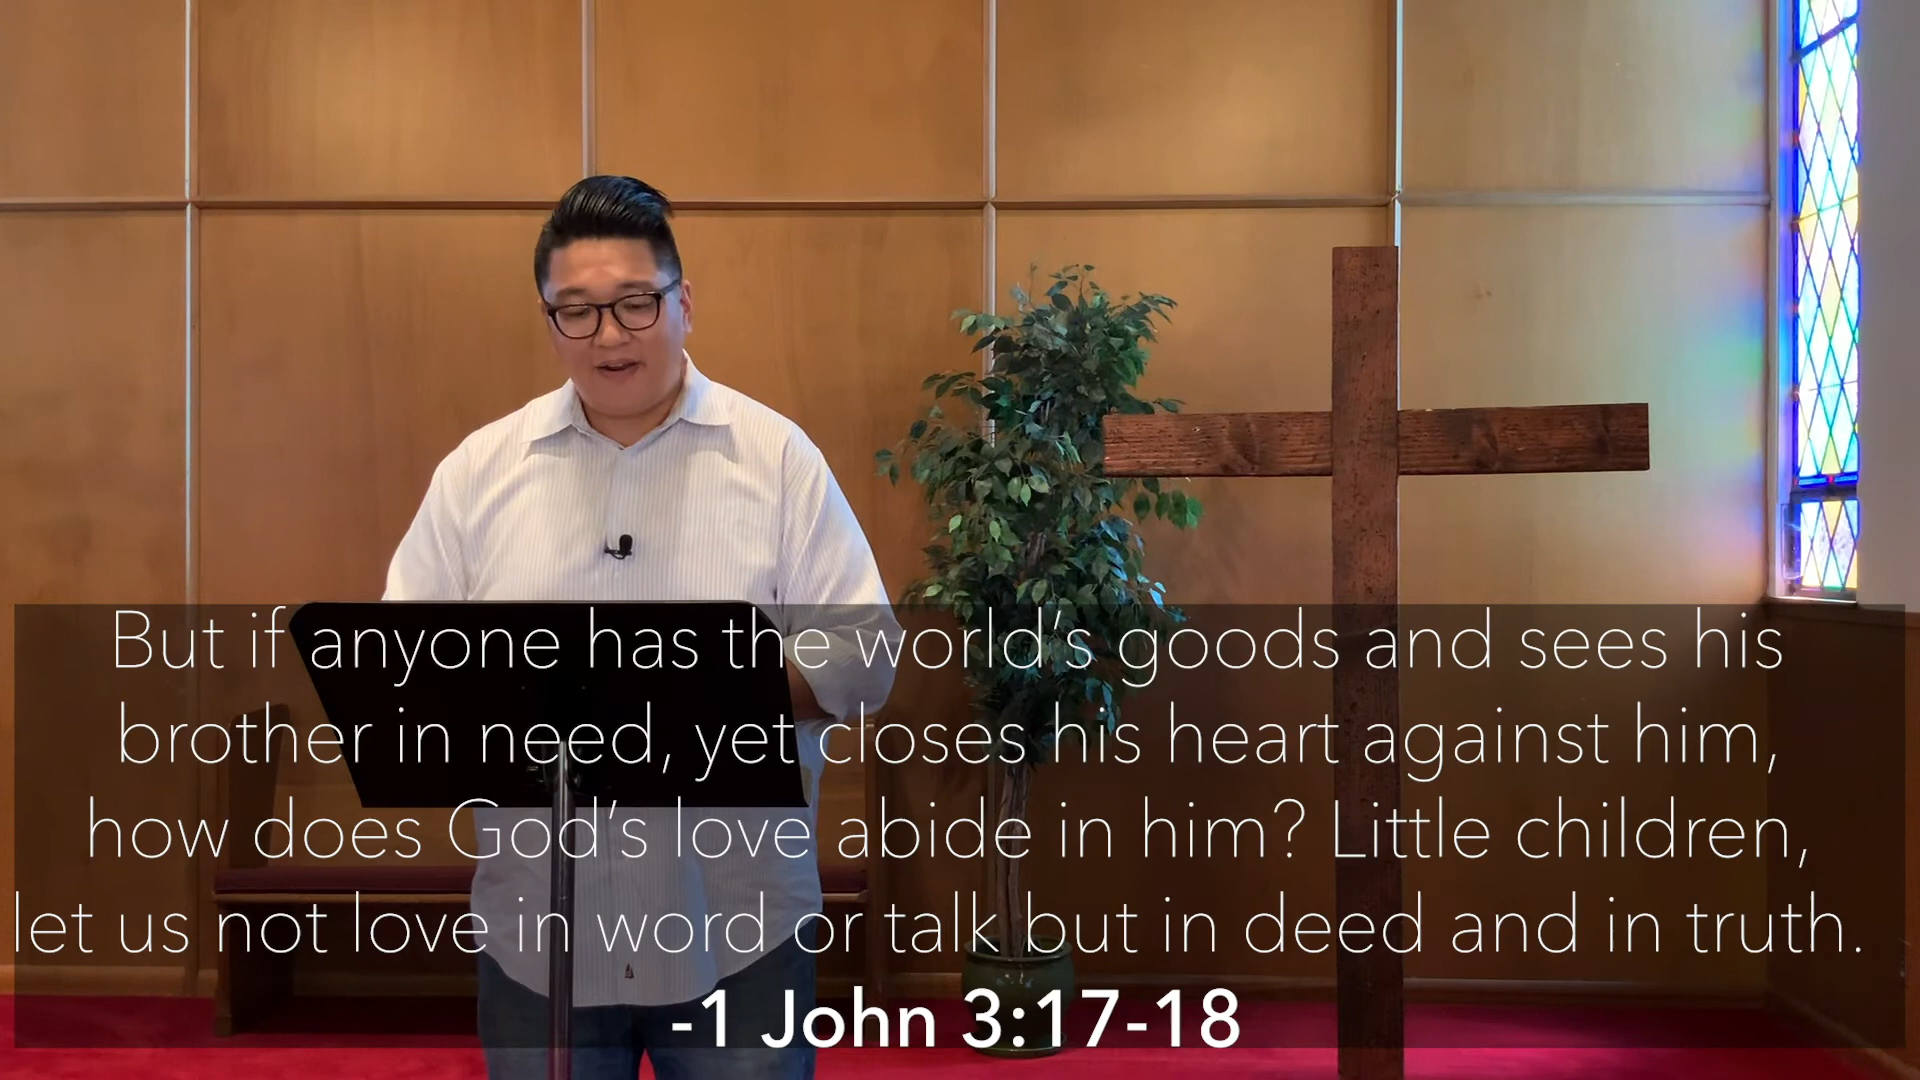 But if anyone has the world’s goods and sees his
brother in need, yet closes his heart against him,
how does God’s love abide in him? Little children,
let us not love in word or talk but in deed and in truth.
-1 John 3:17-18